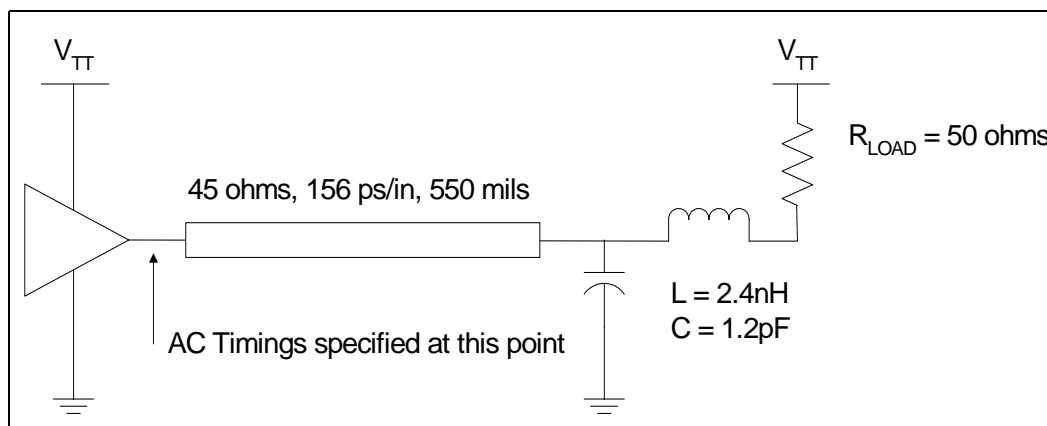 V_TT
V_TT
R_LOAD = 50 ohms
45 ohms, 156 ps/in, 550 mils
L = 2.4nH
C = 1.2pF
AC Timings specified at this point